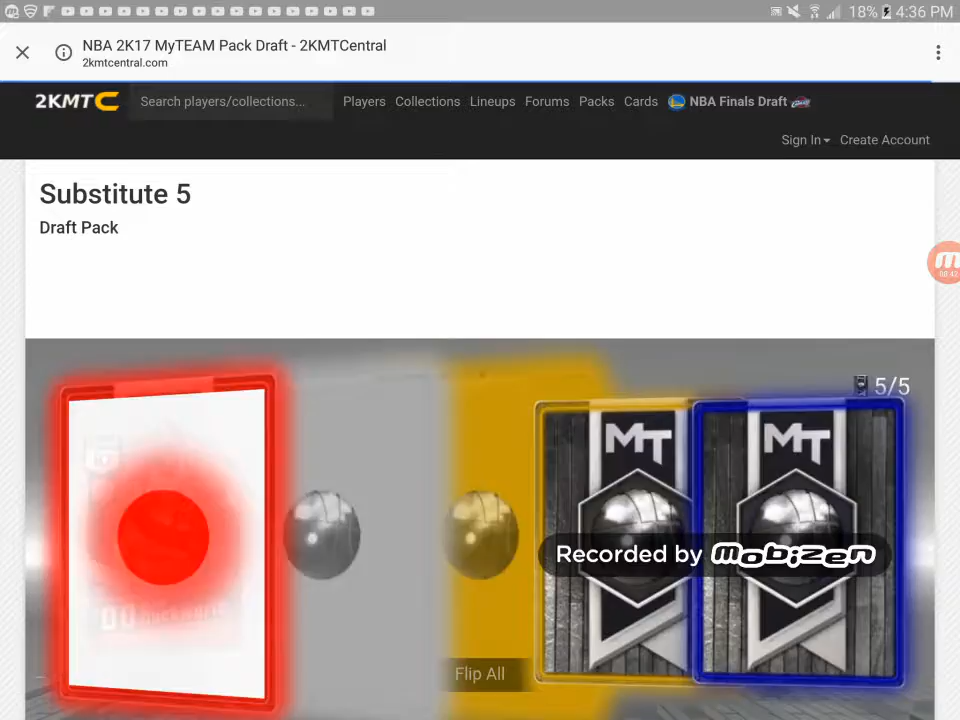 18% 4:36 PM
NBA 2K17 MyTEAM Pack Draft - 2KMTCentral
2kmtcentral.com
2KMTC Search players/collections... Players Collections Lineups Forums Packs Cards NBA Finals Draft
Sign In Create Account
Substitute 5
Draft Pack
5/5
MT MT
Recorded by mobizen
Flip All